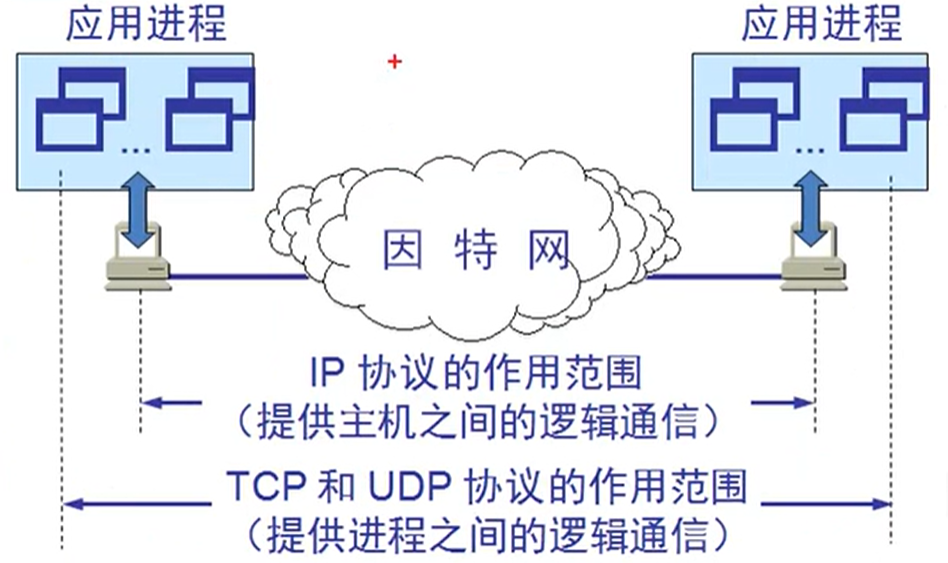 应用进程
应用进程
...
...
因特网
IP 协议的作用范围
（提供主机之间的逻辑通信）
TCP 和 UDP 协议的作用范围
（提供进程之间的逻辑通信）